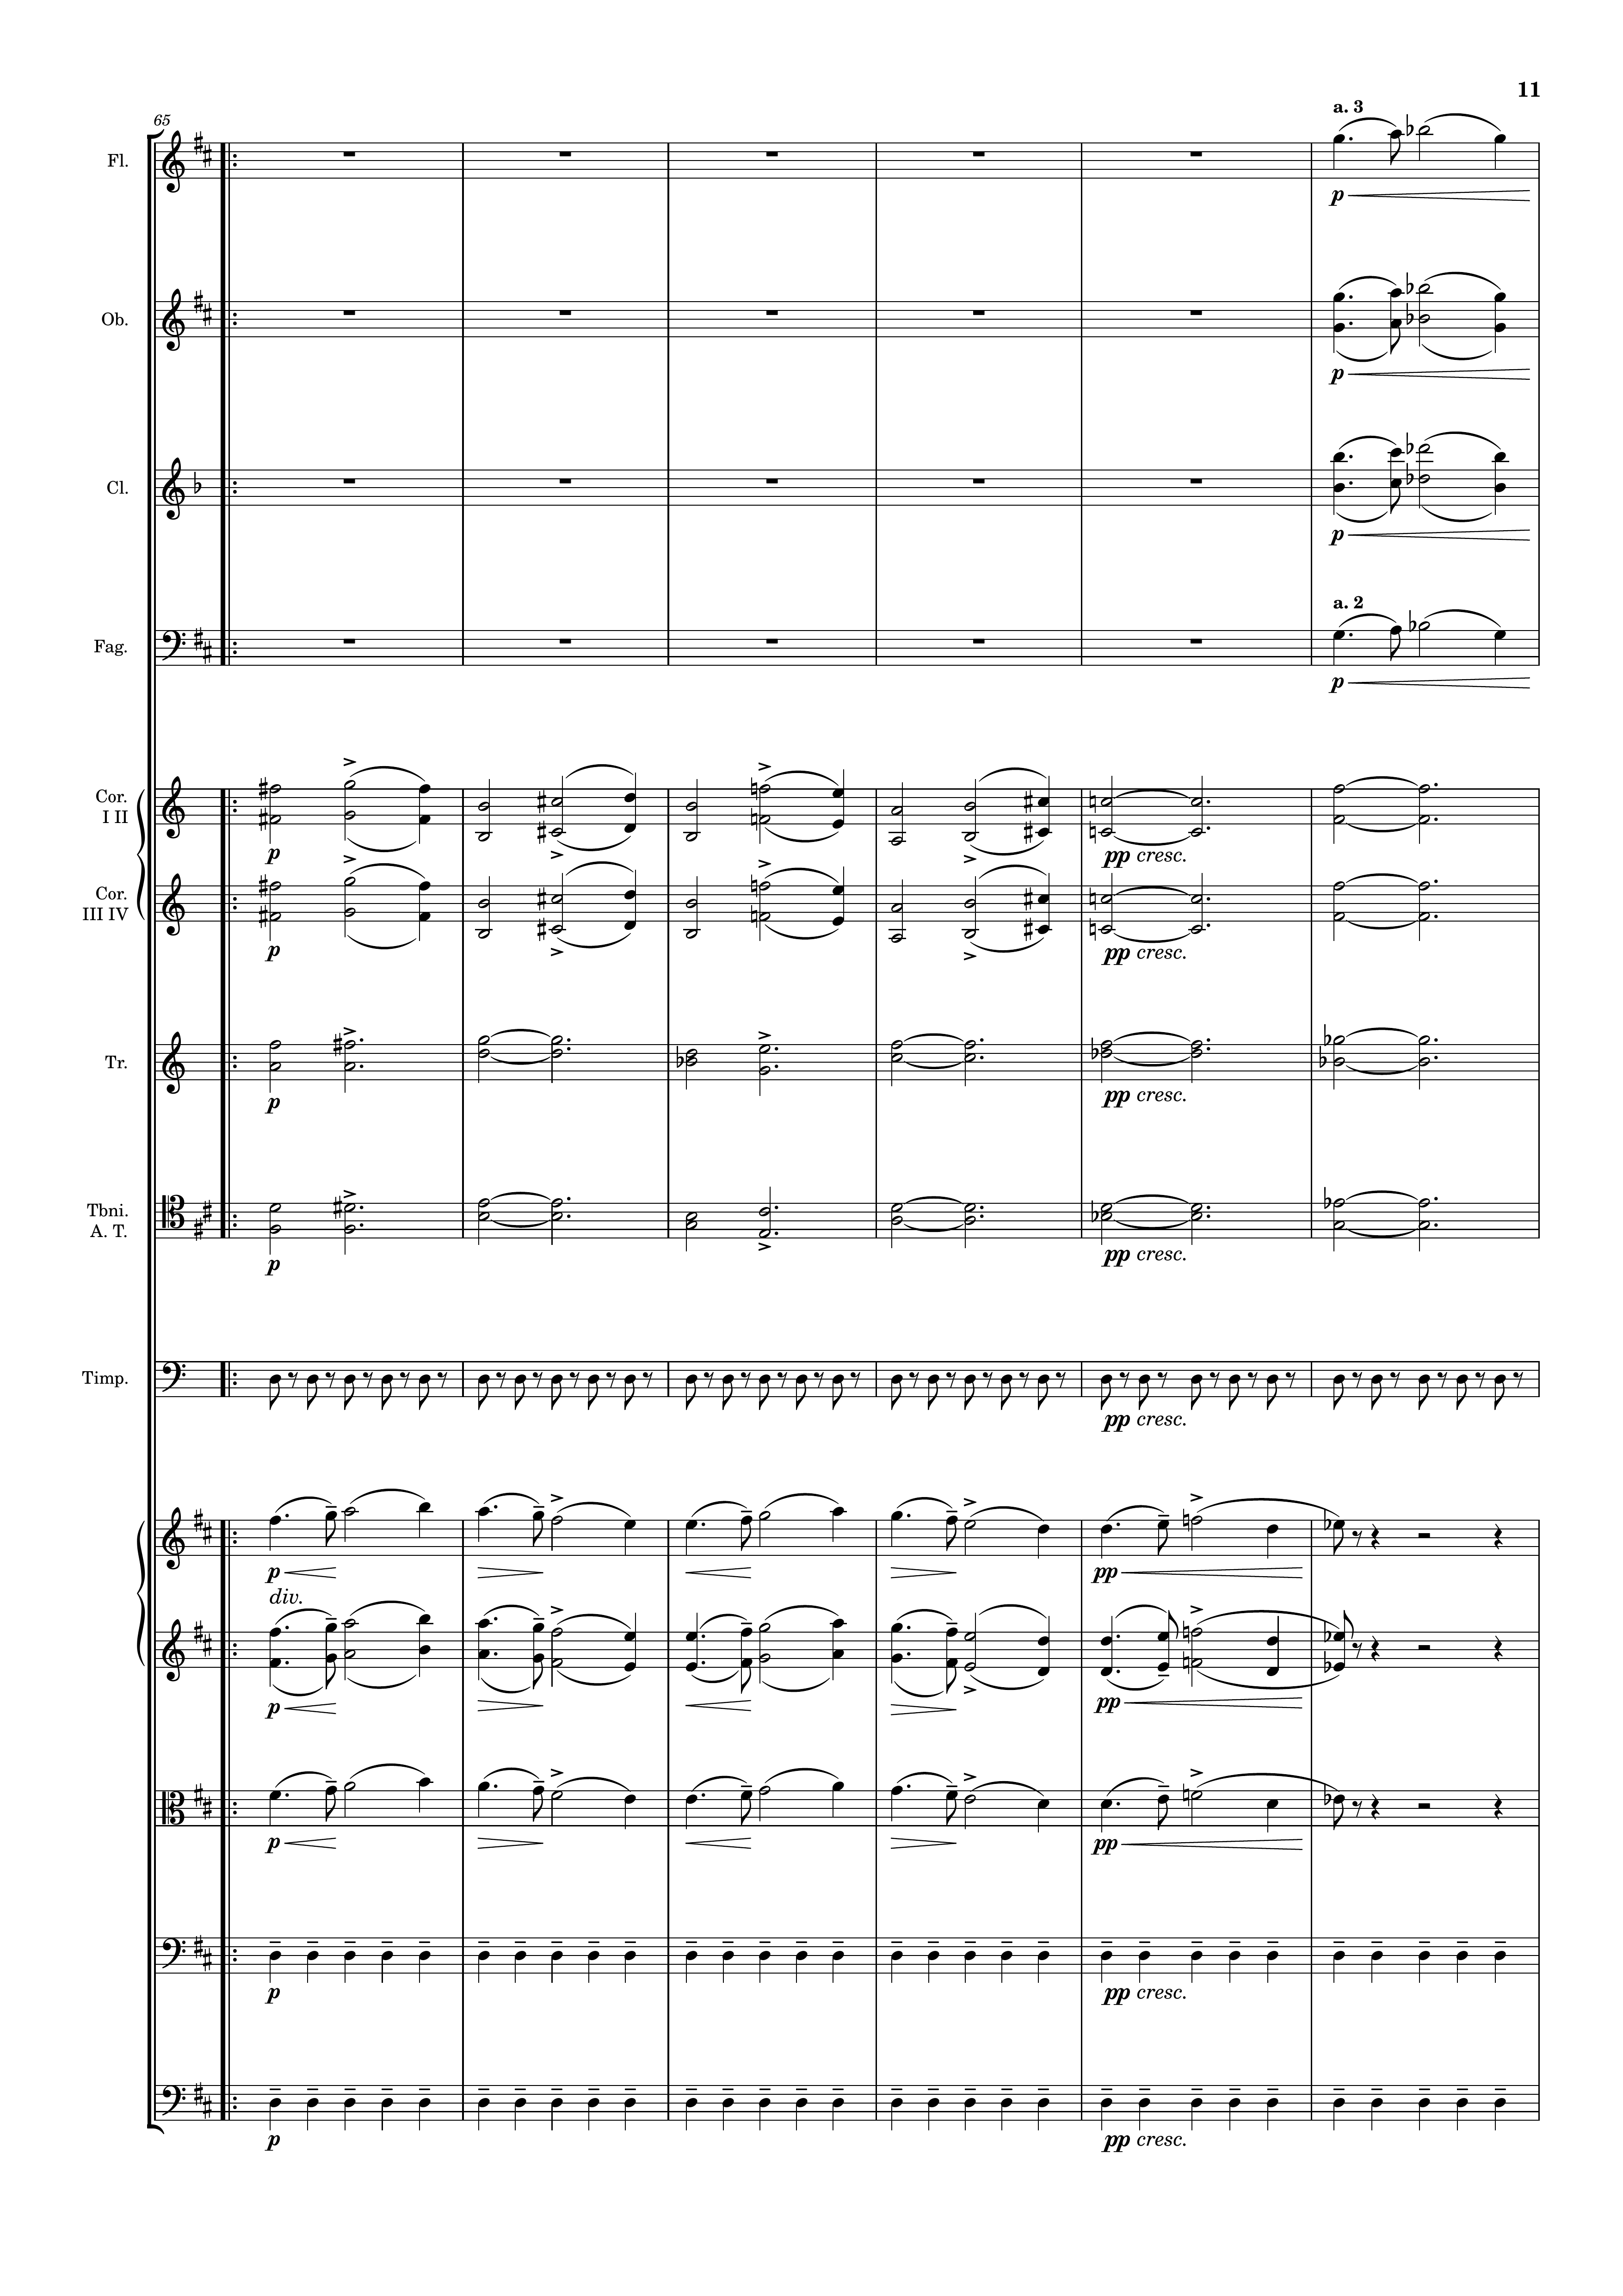 11
65
a. 3
Fl.
p
Ob.
p
Cl.
p
a. 2
Fag.
p
Cor.
I II
p
pp cresc.
Cor.
III IV
p
pp cresc.
Tr.
p
pp cresc.
Tbni.
A. T.
p
pp cresc.
Timp.
pp cresc.
p
pp
div.
p
pp
p
pp
p
pp cresc.
p
pp cresc.